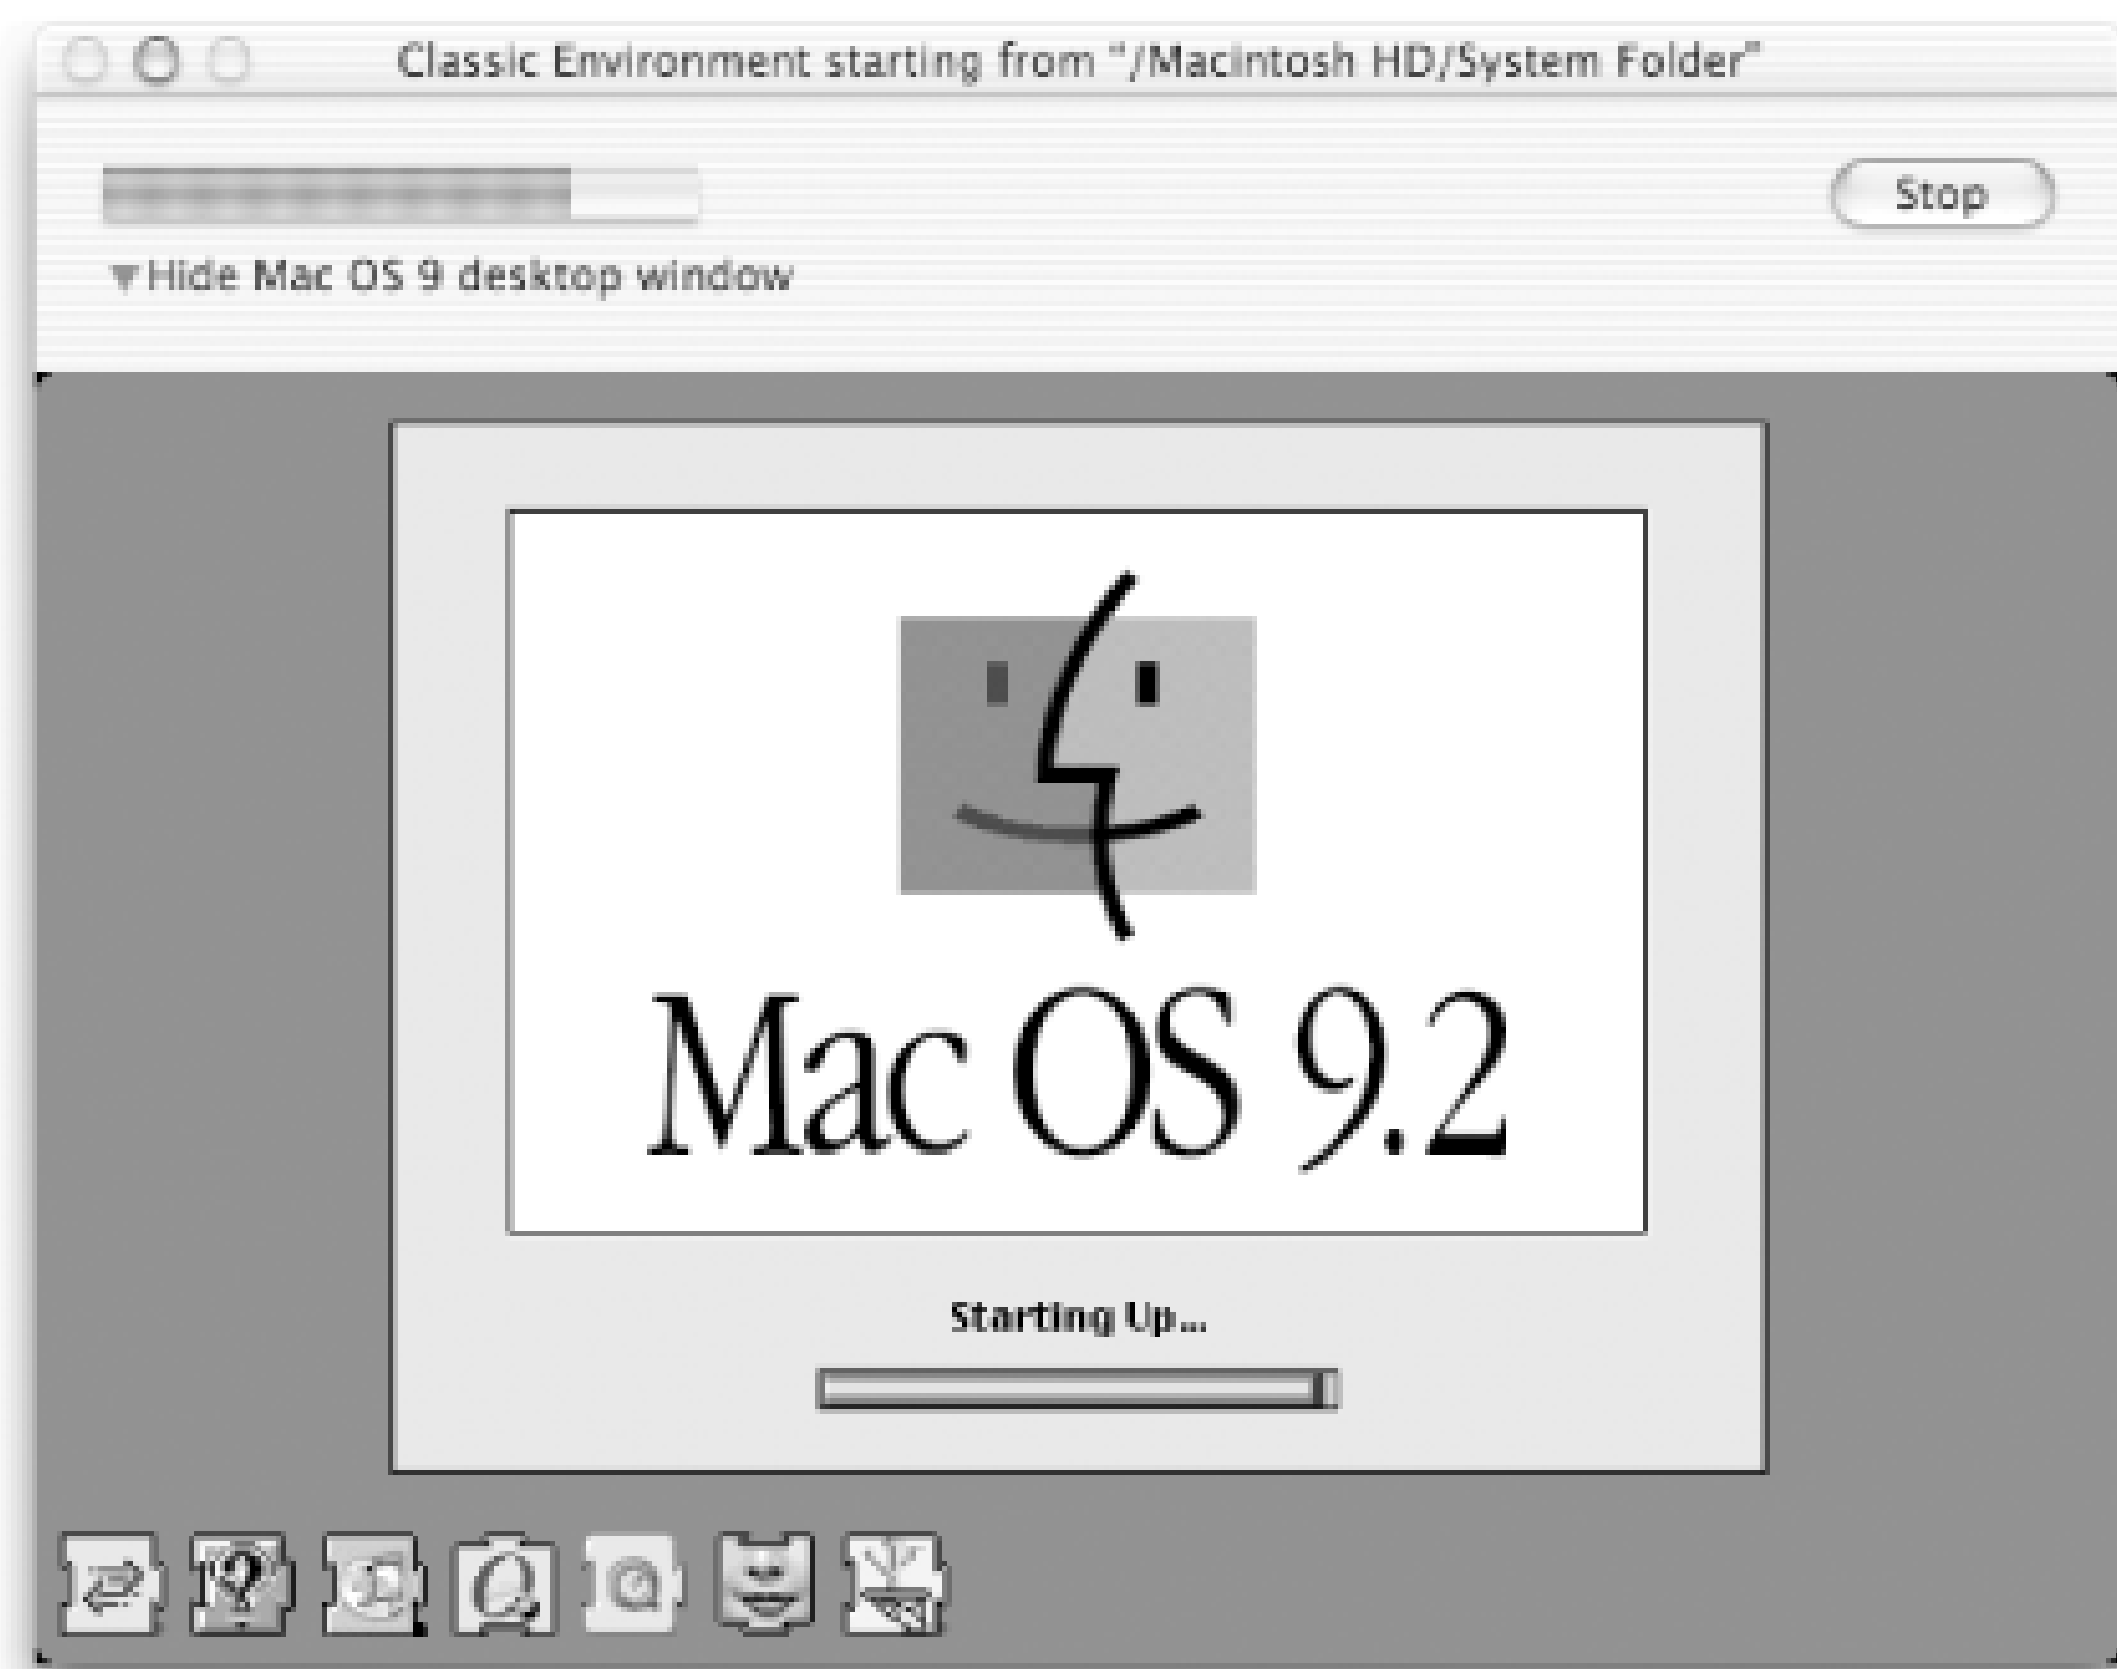 Classic Environment starting from "/Macintosh HD/System Folder"
Stop
Hide Mac OS 9 desktop window
Mac OS 9.2
Starting Up...